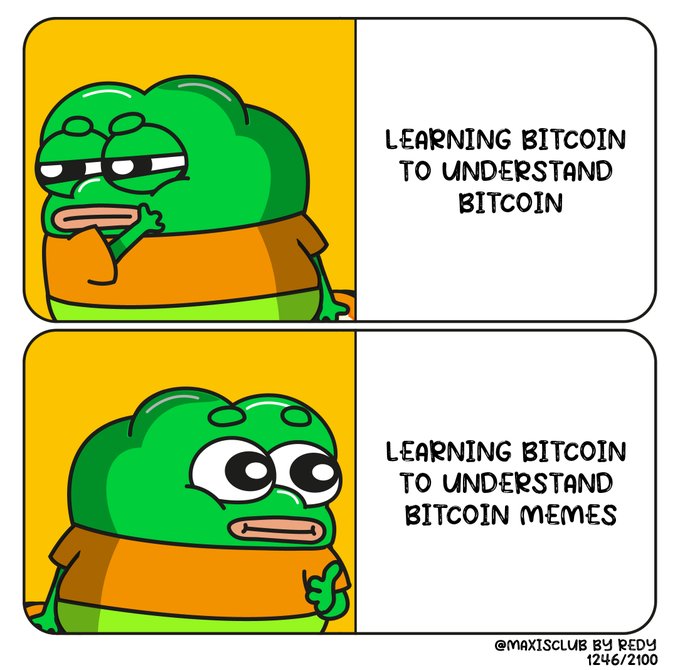 LEARNING BITCOIN
TO UNDERSTAND
BITCOIN
LEARNING BITCOIN
TO UNDERSTAND
BITCOIN MEMES
@MAXISCLUB BY REDY
1246/2100